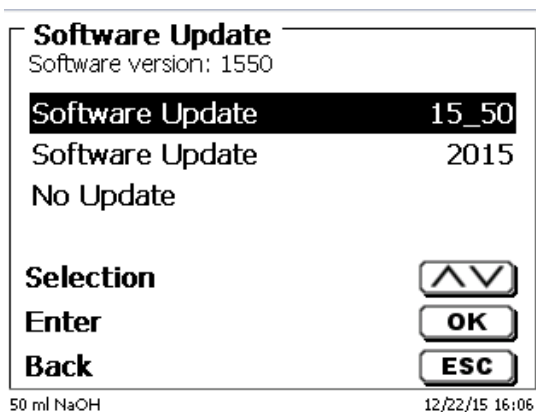 Software Update
Software version: 1550
Software Update 15_50
Software Update 2015
No Update
Selection
Enter OK
Back ESC
50 ml NaOH 12/22/15 16:06